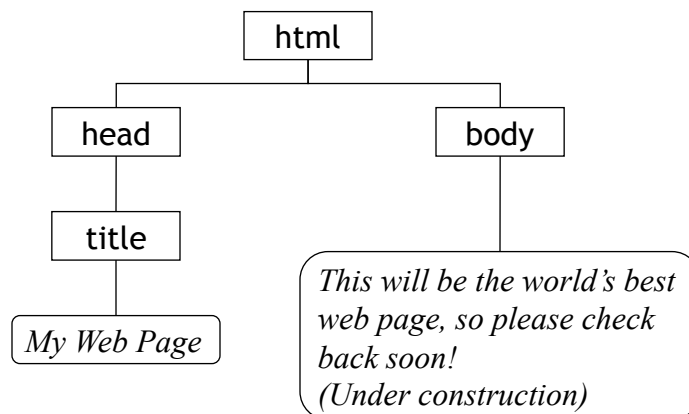 html
head
body
title
My Web Page
This will be the world’s best
web page, so please check
back soon!
(Under construction)